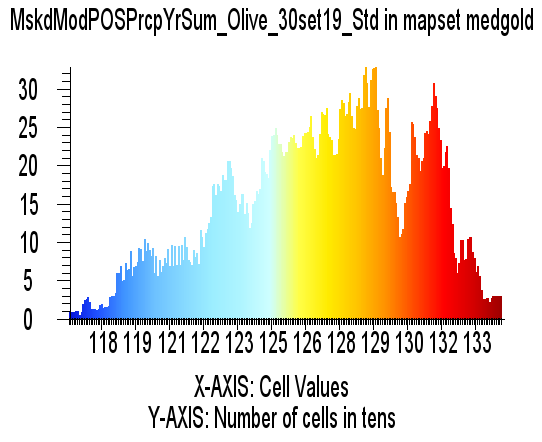 MskdModPOSPrcpYrSum_Olive_30set19_Std in mapset medgold
30
25
20
15
10
5
0
118 119 121 122 123 125 126 128 129 130 132 133
X-AXIS: Cell Values
Y-AXIS: Number of cells in tens